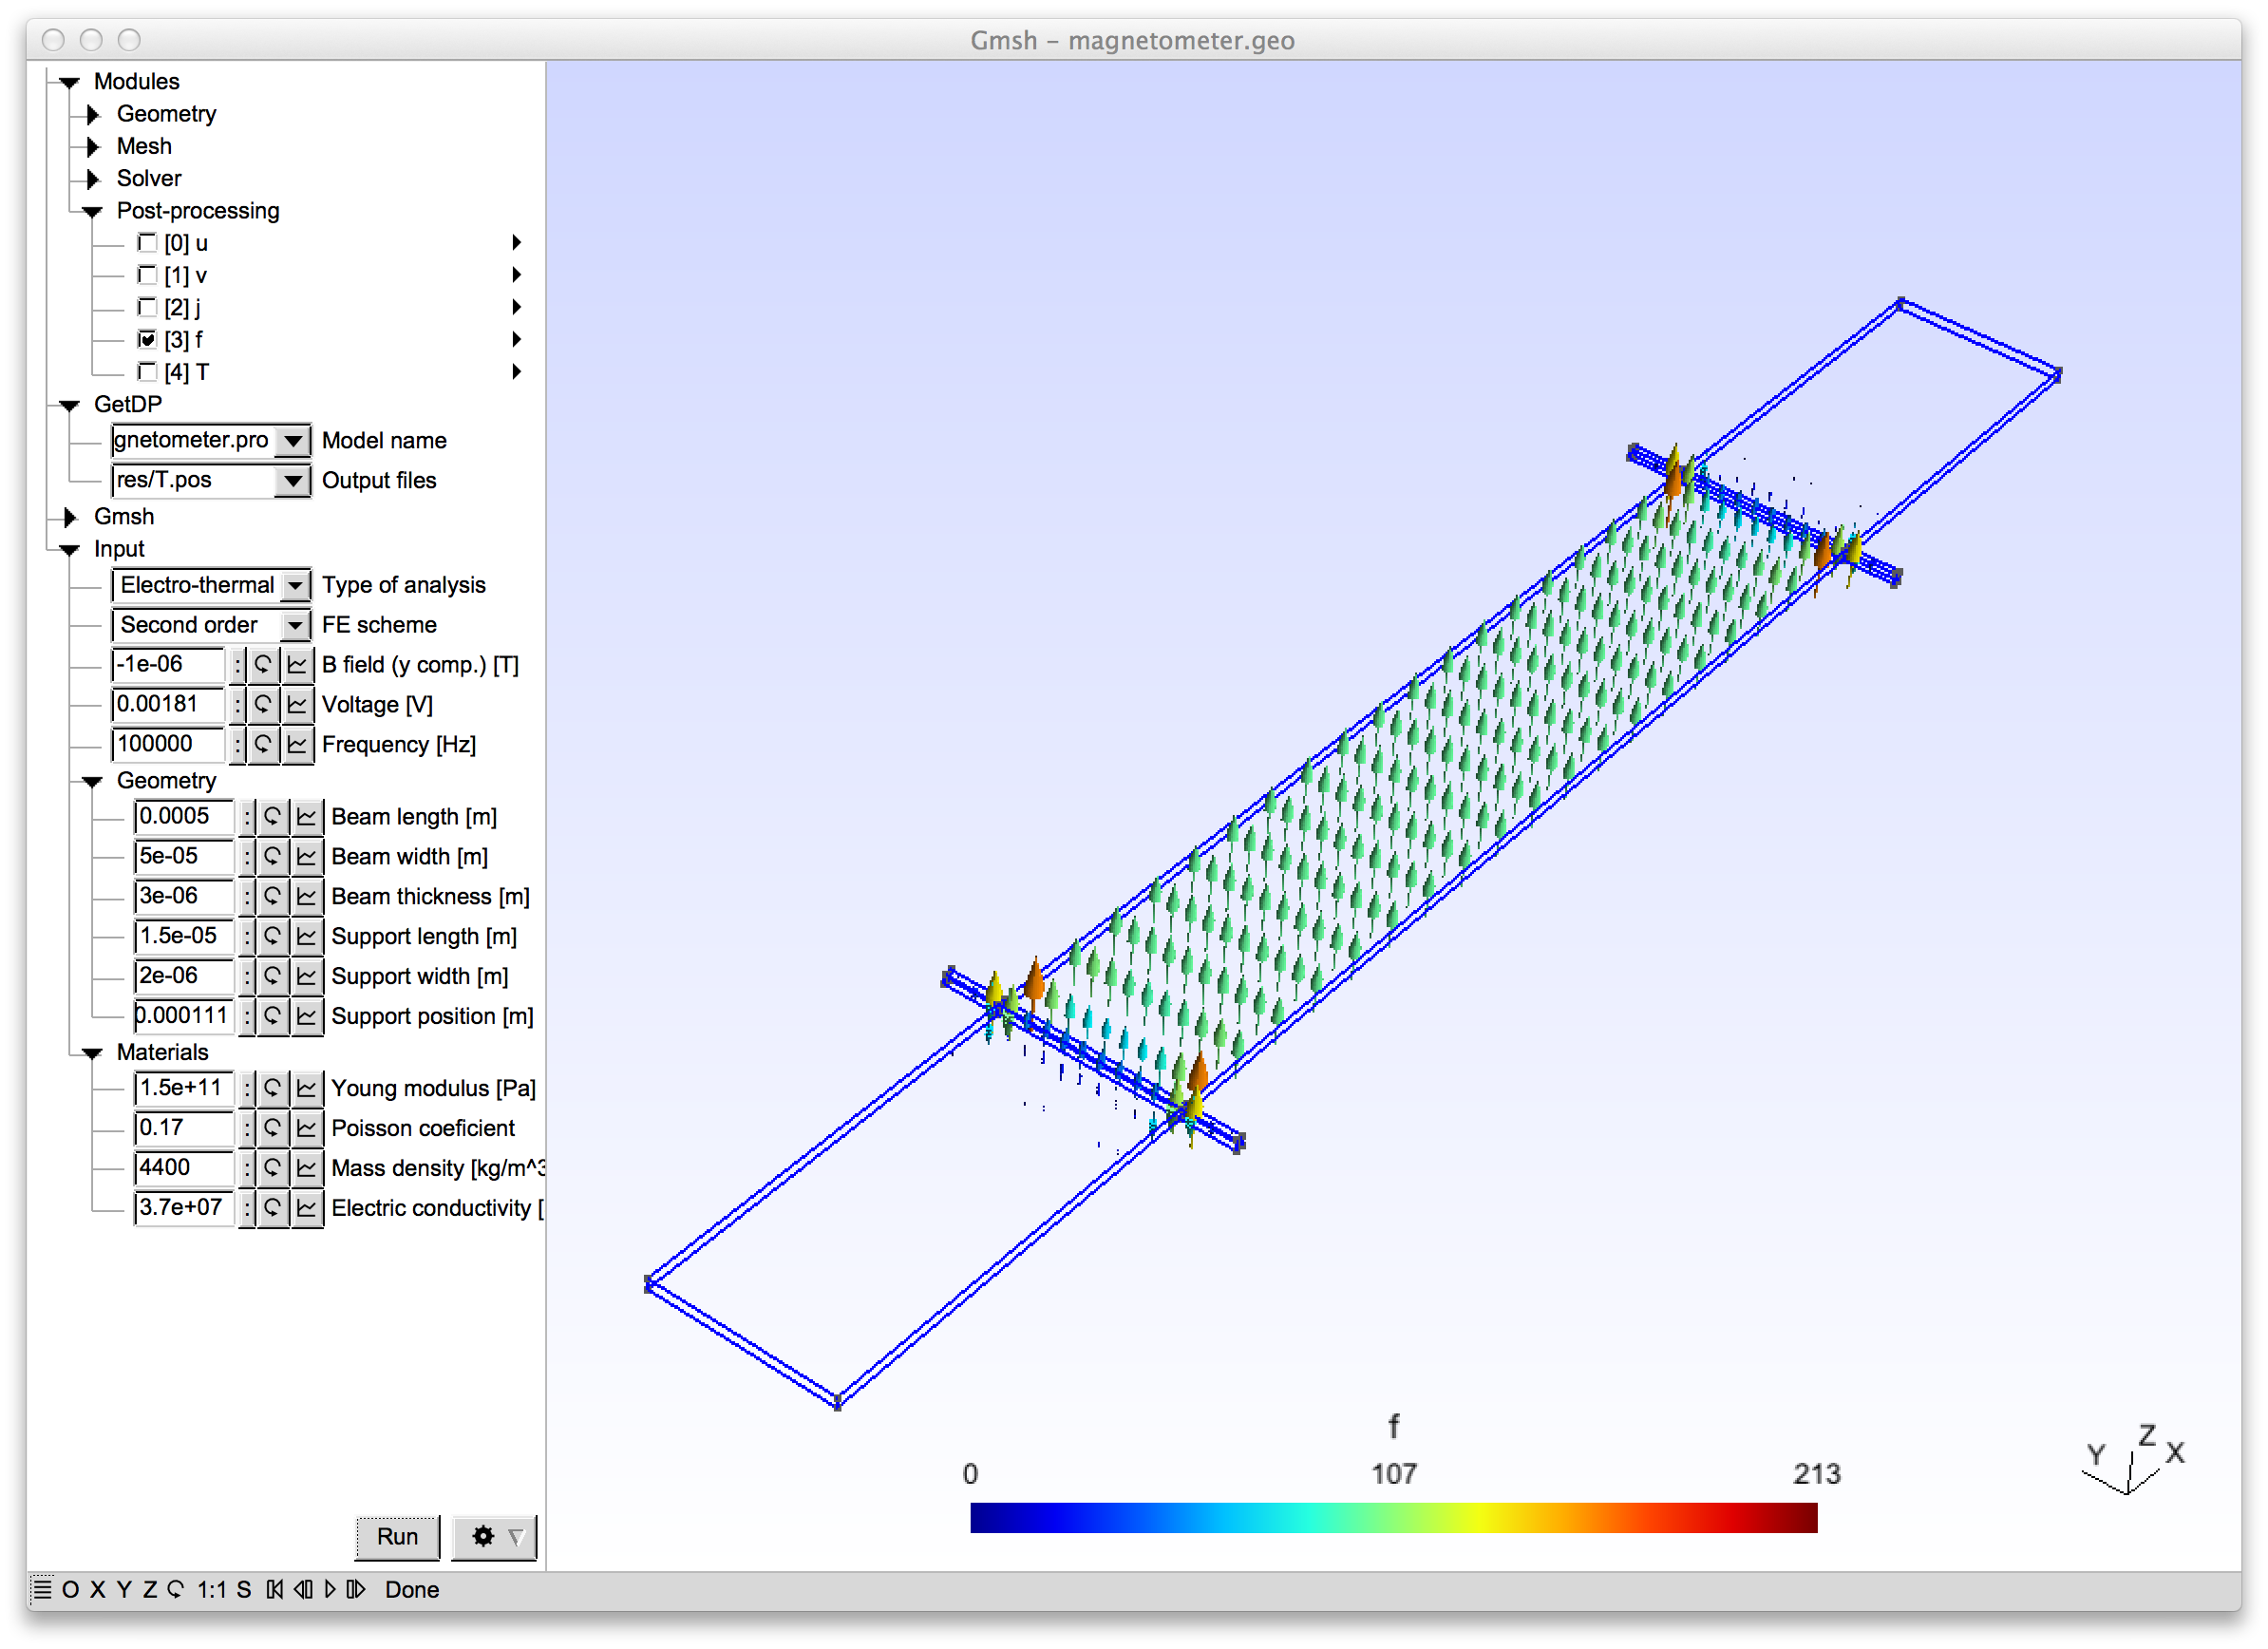 Gmsh - magnetometer.geo
Modules
Geometry
Mesh
Solver
Post-processing
[0] u
[1] v
[2] j
[3] f
[4] T
GetDP
gnetometer.pro Model name
res/T.pos Output files
Gmsh
Input
Electro-thermal Type of analysis
Second order FE scheme
-1e-06 : B field (y comp.) [T]
0.00181 : Voltage [V]
100000 : Frequency [Hz]
Geometry
0.0005 : Beam length [m]
5e-05 : Beam width [m]
3e-06 : Beam thickness [m]
1.5e-05 : Support length [m]
2e-06 : Support width [m]
0.000111 : Support position [m]
Materials
1.5e+11 : Young modulus [Pa]
0.17 : Poisson coeficient
4400 : Mass density [kg/m^3
3.7e+07 : Electric conductivity [
Run
f
0 107 213
Y Z X
O X Y Z 1:1 S Done